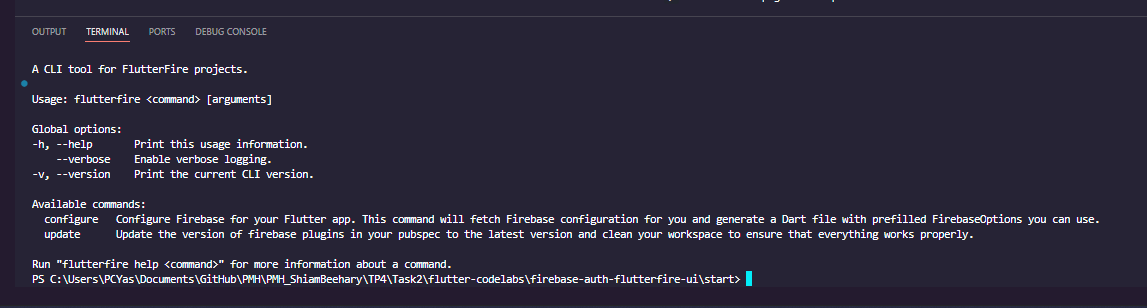 OUTPUT TERMINAL PORTS DEBUG CONSOLE
A CLI tool for FlutterFire projects.
Usage: flutterfire <command> [arguments]
Global options:
-h, --help Print this usage information.
--verbose Enable verbose logging.
-v, --version Print the current CLI version.
Available commands:
configure Configure Firebase for your Flutter app. This command will fetch Firebase configuration for you and generate a Dart file with prefilled FirebaseOptions you can use.
update Update the version of firebase plugins in your pubspec to the latest version and clean your workspace to ensure that everything works properly.
Run "flutterfire help <command>" for more information about a command.
PS C:\Users\PCYas\Documents\GitHub\PMH\PMH_ShiamBeehary\TP4\Task2\flutter-codelabs\firebase-auth-flutterfire-ui\start>